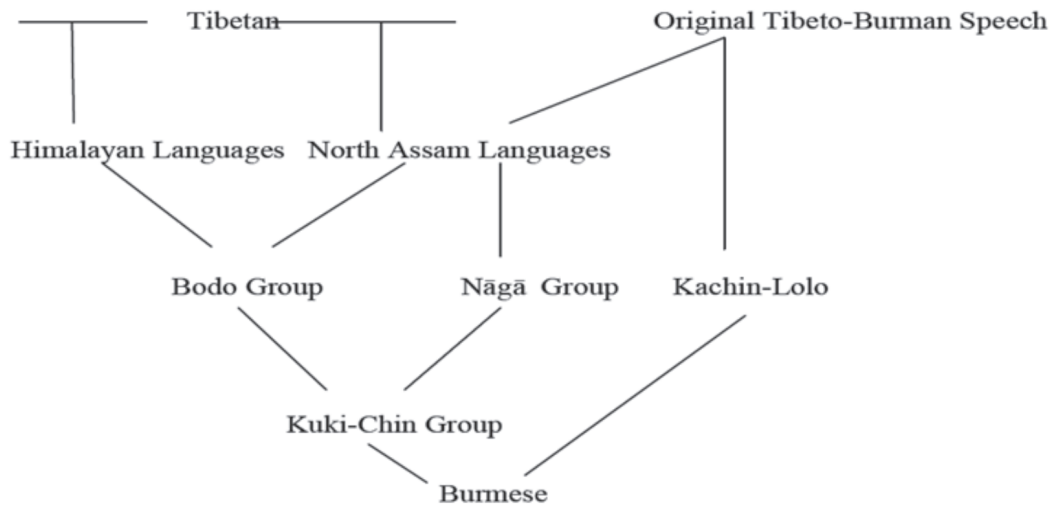 Tibetan Original Tibeto-Burman Speech
Himalayan Languages North Assam Languages
Bodo Group Nāgā Group Kachin-Lolo
Kuki-Chin Group
Burmese